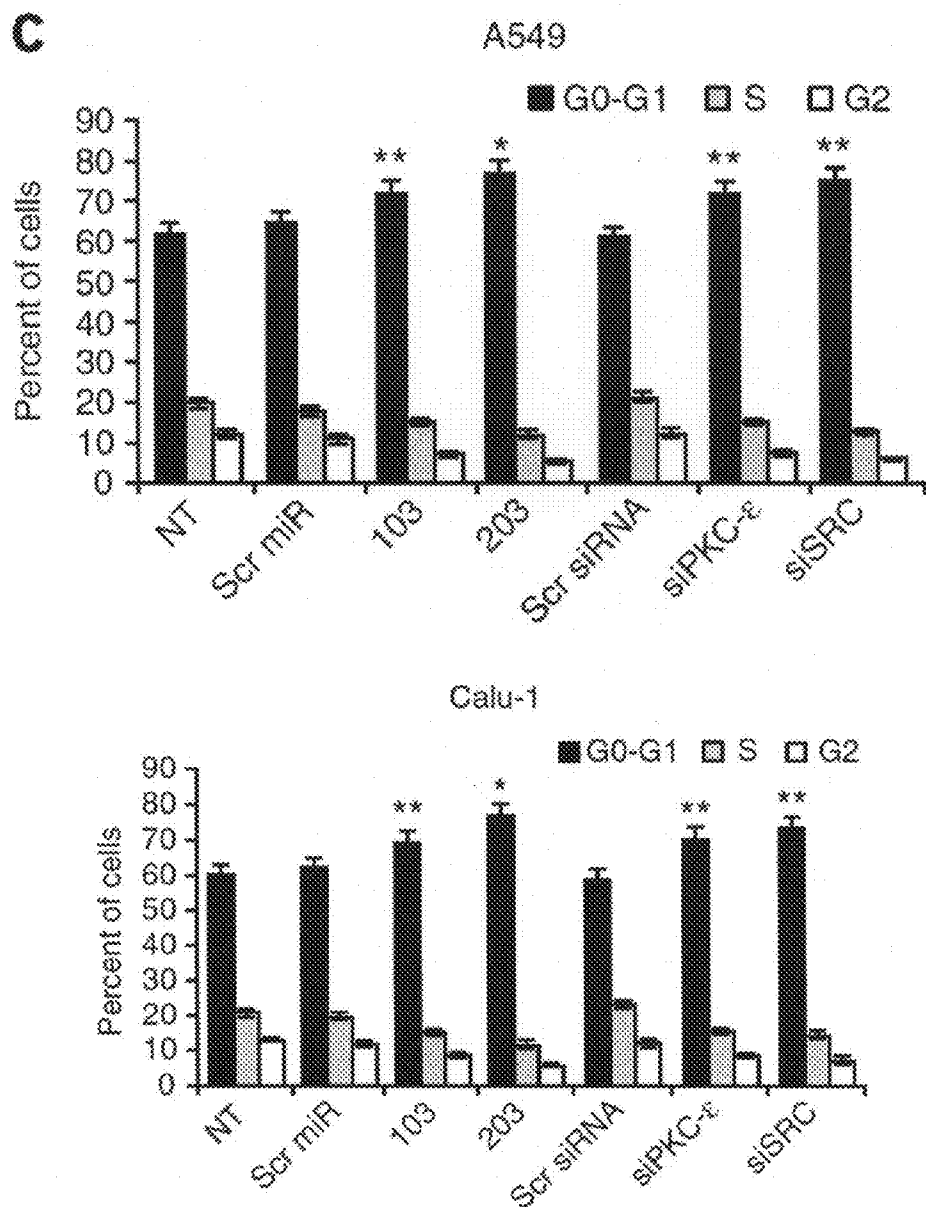 C
A549
G0-G1 S G2
Percent of cells
90
80
70
60
50
40
30
20
10
0
** * ** **
NT Scr miR 103 203 Scr siRNA siPKC-ε siSRC
Calu-1
G0-G1 S G2
Percent of cells
90
80
70
60
50
40
30
20
10
0
** * ** **
NT Scr miR 103 203 Scr siRNA siPKC-ε siSRC